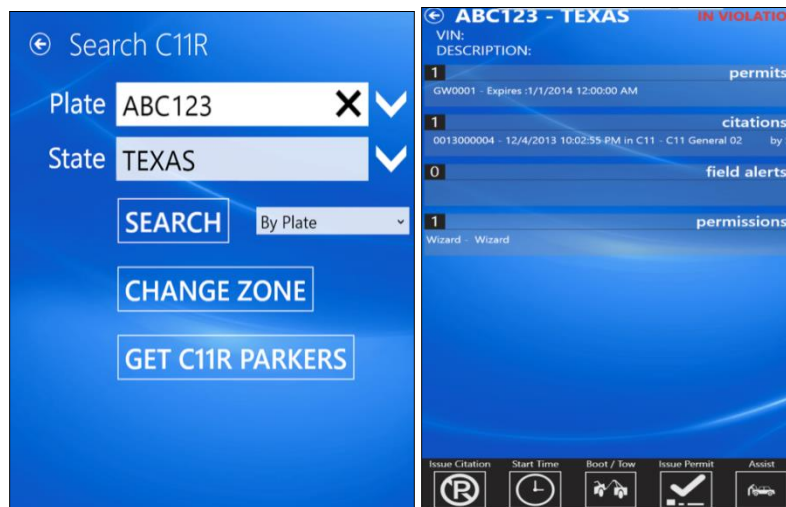 Search C11R
Plate ABC123
State TEXAS
SEARCH By Plate
CHANGE ZONE
GET C11R PARKERS
ABC123 - TEXAS IN VIOLATIO
VIN:
DESCRIPTION:
1 permits
GW0001 - Expires :1/1/2014 12:00:00 AM
1 citations
0013000004 - 12/4/2013 10:02:55 PM in C11 - C11 General 02 by
0 field alerts
1 permissions
Wizard - Wizard
Issue Citation Start Time Boot / Tow Issue Permit Assist